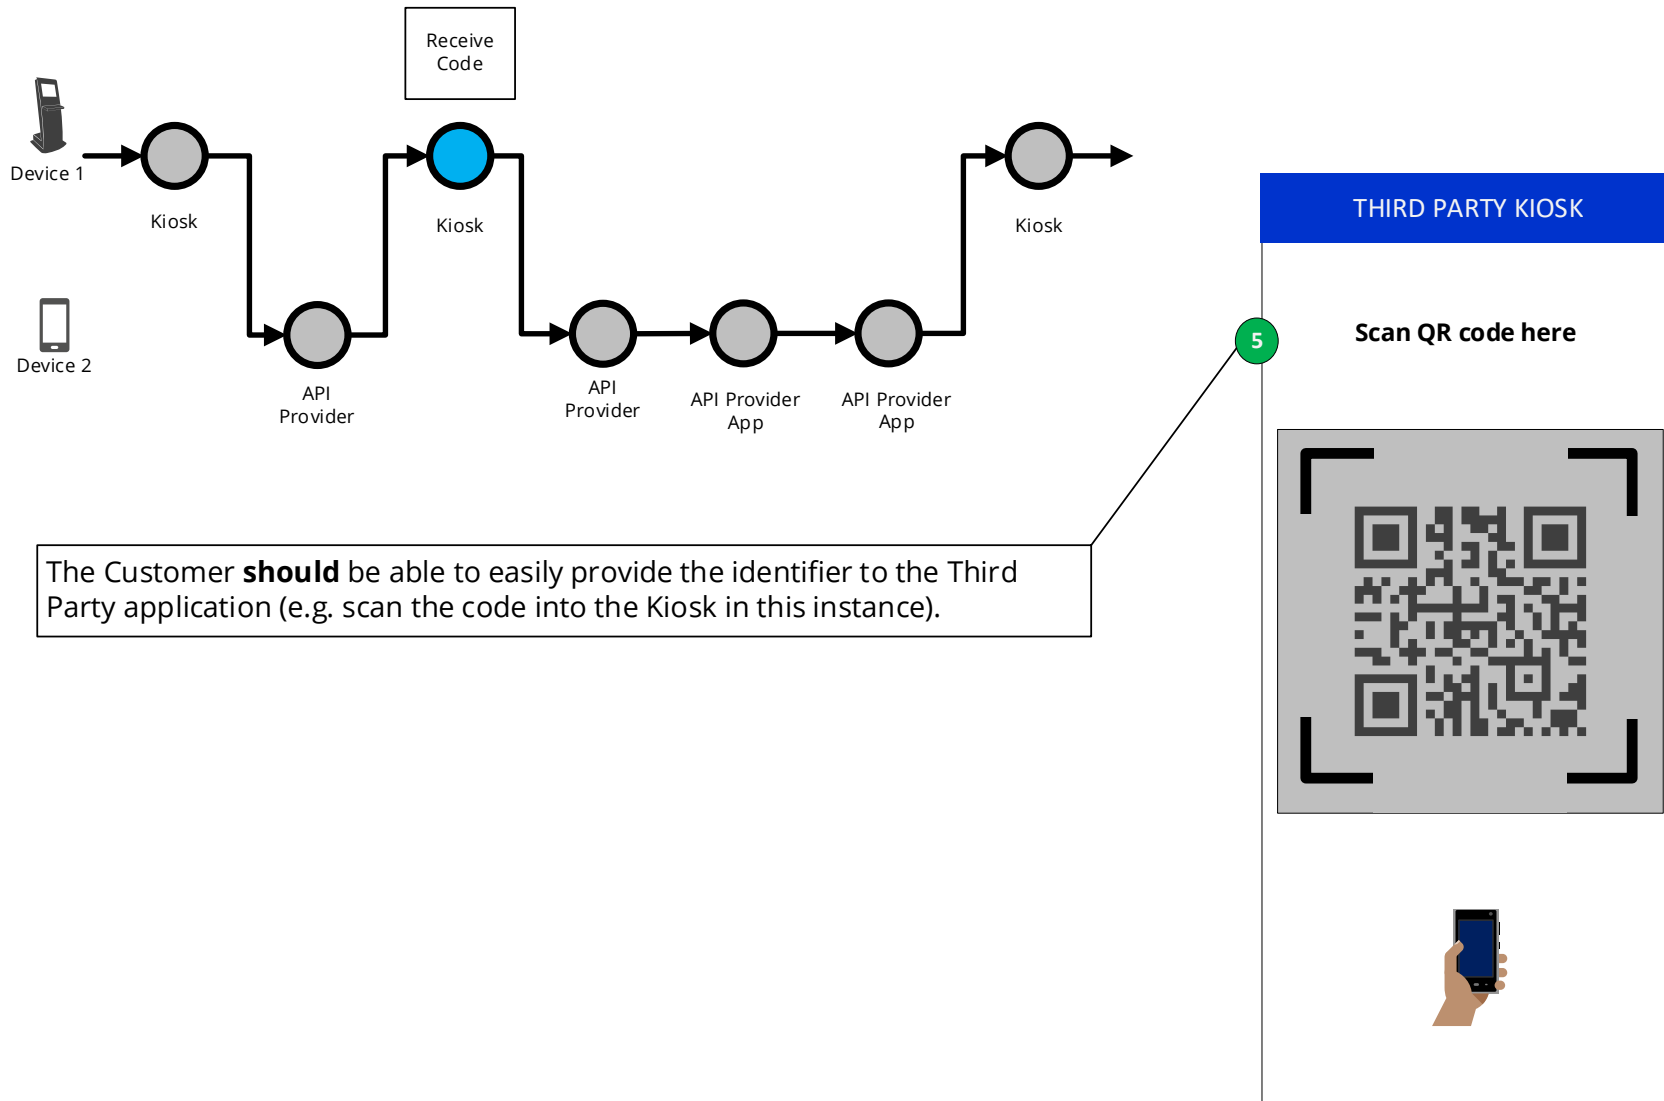 Receive
Code
Device 1
Kiosk
Kiosk
Kiosk
THIRD PARTY KIOSK
Device 2
API
Provider
API
Provider
API Provider
App
API Provider
App
5
Scan QR code here
The Customer should be able to easily provide the identifier to the Third
Party application (e.g. scan the code into the Kiosk in this instance).